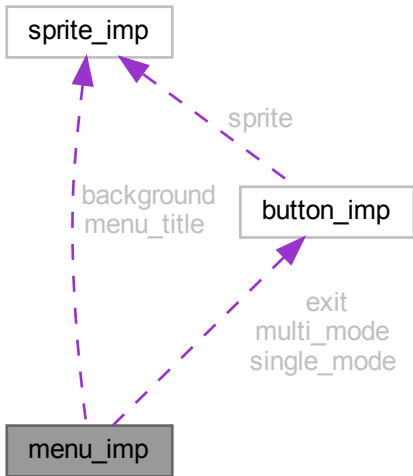 sprite_imp
sprite
background
menu_title
button_imp
exit
multi_mode
single_mode
menu_imp